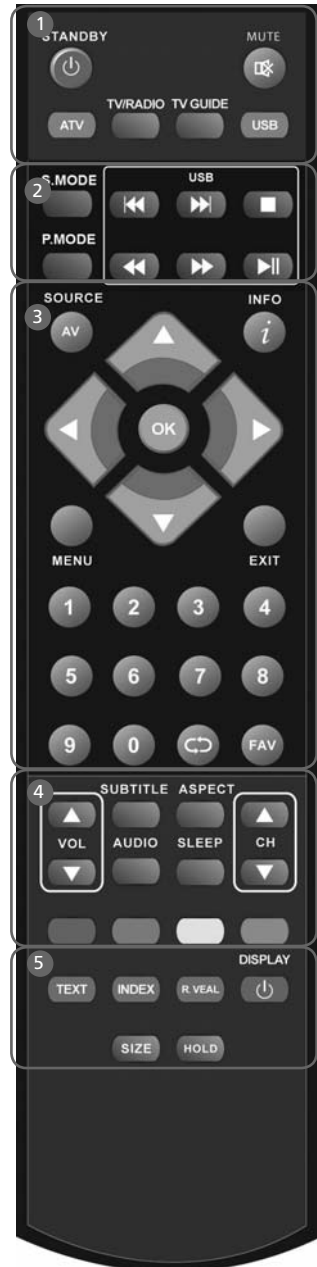 1
STANDBY MUTE
TV/RADIO TV GUIDE
ATV USB
2
S.MODE USB
P.MODE
3
SOURCE INFO
AV i
OK
MENU EXIT
1 2 3 4
5 6 7 8
9 0 FAV
4
SUBTITLE ASPECT
VOL AUDIO SLEEP CH
5
DISPLAY
TEXT INDEX R.VEAL
SIZE HOLD